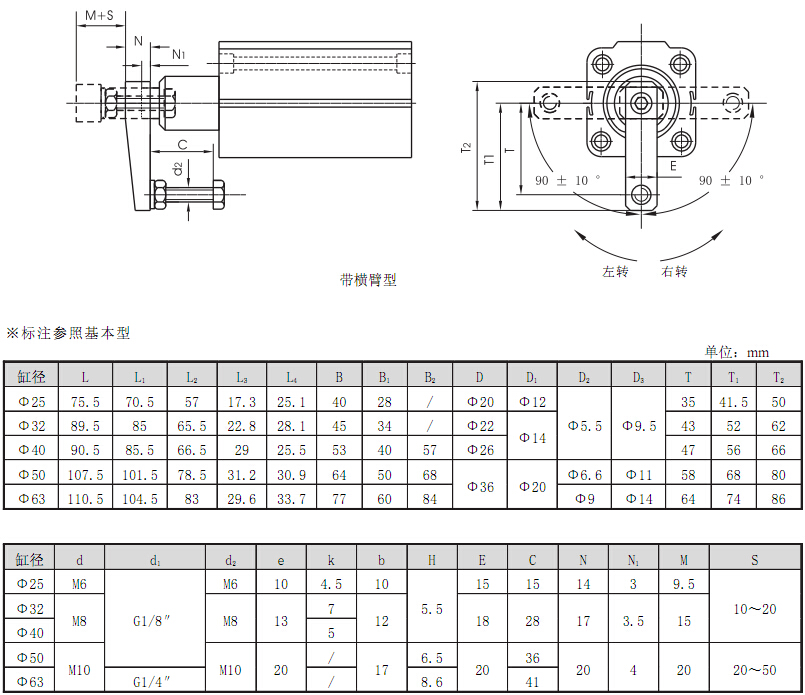 M+S
N
N1
C
d2
T2
T1
T
E
90 ± 10 °
90 ± 10 °
左转
右转
带横臂型
※标注参照基本型
单位：mm
缸径 L L1 L2 L3 L4 B B1 B2 D D1 D2 D3 T T1 T2
Φ25 75.5 70.5 57 17.3 25.1 40 28 / Φ20 Φ12 Φ5.5 Φ9.5 35 41.5 50
Φ32 89.5 85 65.5 22.8 28.1 45 34 / Φ22 Φ14 43 52 62
Φ40 90.5 85.5 66.5 29 25.5 53 40 57 Φ26 47 56 66
Φ50 107.5 101.5 78.5 31.2 30.9 64 50 68 Φ36 Φ20 Φ6.6 Φ11 58 68 80
Φ63 110.5 104.5 83 29.6 33.7 77 60 84 Φ9 Φ14 64 74 86
缸径 d d1 d2 e k b H E C N N1 M S
Φ25 M6 G1/8″ M6 10 4.5 10 5.5 15 15 14 3 9.5 10～20
Φ32 M8 M8 13 7 12 18 28 17 3.5 15
Φ40 5
Φ50 M10 M10 20 / 17 6.5 20 36 20 4 20 20～50
Φ63 G1/4″ / 8.6 41